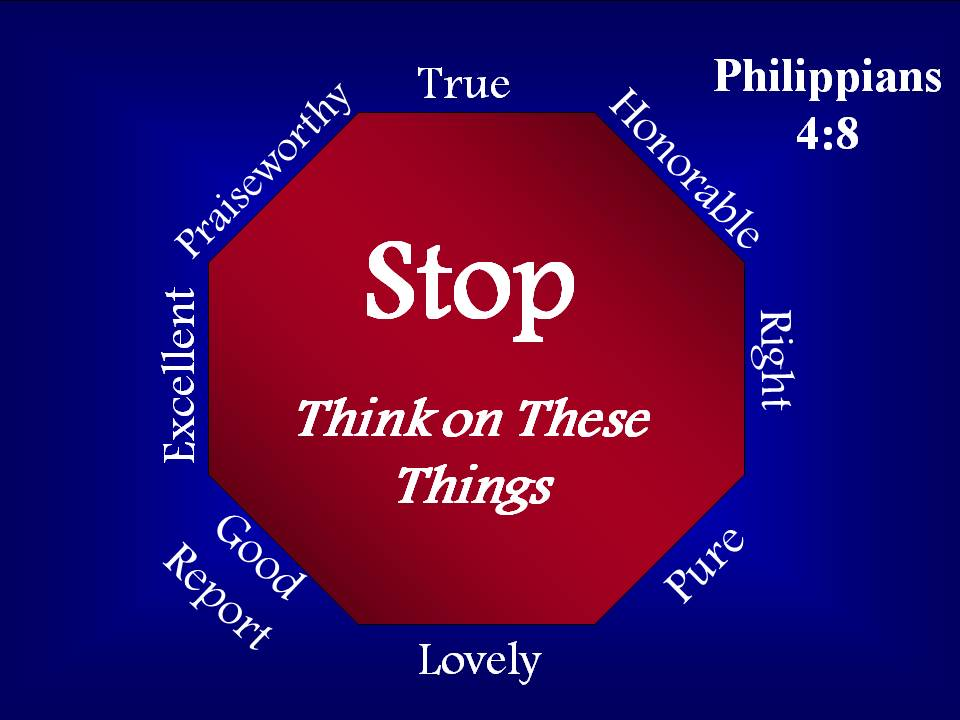 Philippians
4:8
True
Honorable
Right
Pure
Lovely
Good
Report
Excellent
Praiseworthy
Stop
Think on These
Things